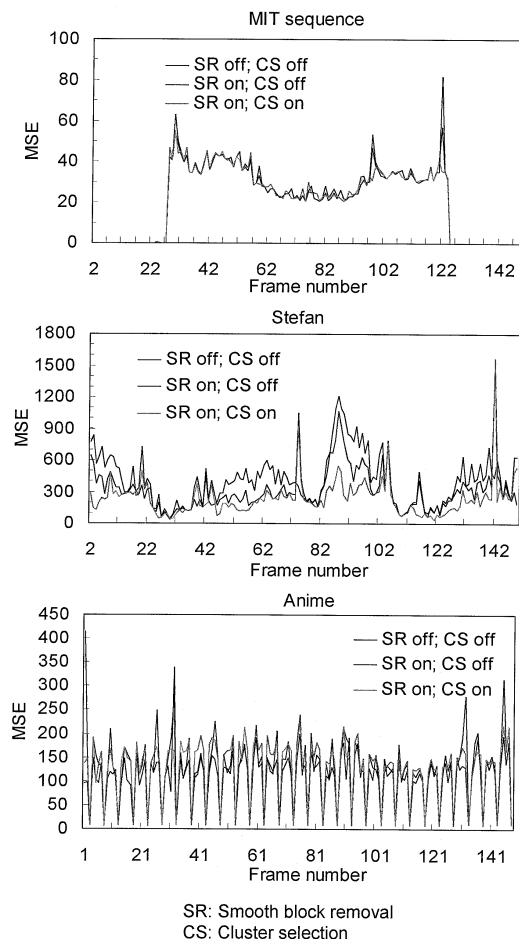 MIT sequence
100
80
60
40
20
0
MSE
SR off; CS off
SR on; CS off
SR on; CS on
2 22 42 62 82 102 122 142
Frame number
Stefan
1800
1500
1200
900
600
300
0
MSE
SR off; CS off
SR on; CS off
SR on; CS on
2 22 42 62 82 102 122 142
Frame number
Anime
450
400
350
300
250
200
150
100
50
0
MSE
SR off; CS off
SR on; CS off
SR on; CS on
1 21 41 61 81 101 121 141
Frame number
SR: Smooth block removal
CS: Cluster selection